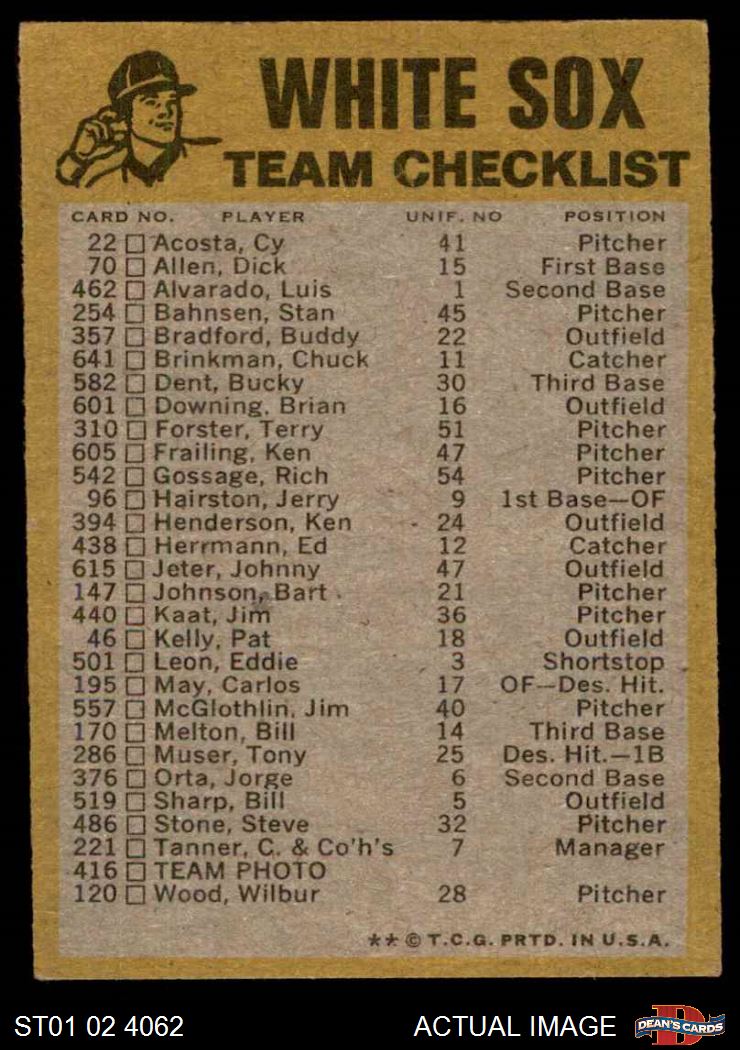 WHITE SOX
TEAM CHECKLIST
CARD NO. PLAYER UNIF. NO POSITION
22 Acosta, Cy 41 Pitcher
70 Allen, Dick 15 First Base
462 Alvarado, Luis 1 Second Base
254 Bahnsen, Stan 45 Pitcher
357 Bradford, Buddy 22 Outfield
641 Brinkman, Chuck 11 Catcher
582 Dent, Bucky 30 Third Base
601 Downing, Brian 16 Outfield
310 Forster, Terry 51 Pitcher
605 Frailing, Ken 47 Pitcher
542 Gossage, Rich 54 Pitcher
96 Hairston, Jerry 9 1st Base—OF
394 Henderson, Ken 24 Outfield
438 Herrmann, Ed 12 Catcher
615 Jeter, Johnny 47 Outfield
147 Johnson, Bart 21 Pitcher
440 Kaat, Jim 36 Pitcher
46 Kelly, Pat 18 Outfield
501 Leon, Eddie 3 Shortstop
195 May, Carlos 17 OF—Des. Hit.
557 McGlothlin, Jim 40 Pitcher
170 Melton, Bill 14 Third Base
286 Muser, Tony 25 Des. Hit.—1B
376 Orta, Jorge 6 Second Base
519 Sharp, Bill 5 Outfield
486 Stone, Steve 32 Pitcher
221 Tanner, C. & Co'h's 7 Manager
416 TEAM PHOTO
120 Wood, Wilbur 28 Pitcher
** © T.C.G. PRTD. IN U.S.A.
ST01 02 4062 ACTUAL IMAGE D DEAN'S CARDS